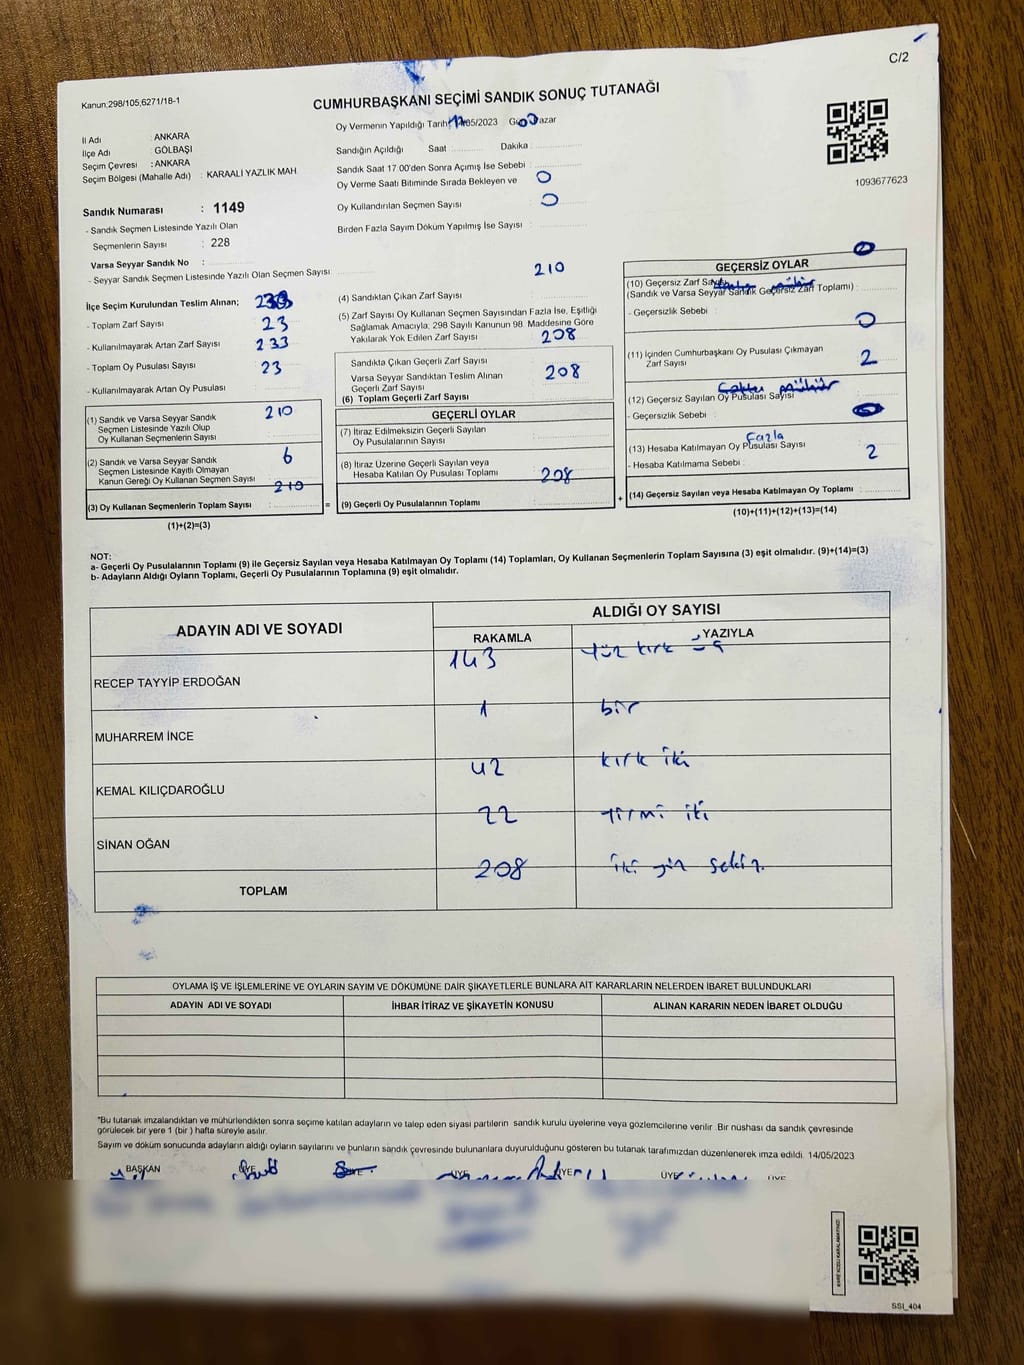 C/2
Kanun;298/105,6271/18-1
CUMHURBAŞKANI SEÇİMİ SANDIK SONUÇ TUTANAĞI
İl Adı : ANKARA
İlçe Adı : GÖLBAŞI
Seçim Çevresi : ANKARA
Seçim Bölgesi (Mahalle Adı) : KARAALİ YAZLIK MAH
Sandık Numarası : 1149
- Sandık Seçmen Listesinde Yazılı Olan
Seçmenlerin Sayısı : 228
Varsa Seyyar Sandık No :
- Seyyar Sandık Seçmen Listesinde Yazılı Olan Seçmen Sayısı
Oy Vermenin Yapıldığı Tarih 05/2023
Sandığın Açıldığı Saat Dakika
Sandık Saat 17.00'den Sonra Açımış İse Sebebi
Oy Verme Saati Bitiminde Sırada Bekleyen ve 0
Oy Kullandırılan Seçmen Sayısı 0
Birden Fazla Sayım Döküm Yapılmış İse Sayısı :
1093677623
İlçe Seçim Kurulundan Teslim Alınan;
- Toplam Zarf Sayısı 23
- Kullanılmayarak Artan Zarf Sayısı 233
- Toplam Oy Pusulası Sayısı 23
- Kullanılmayarak Artan Oy Pusulası
(1) Sandık ve Varsa Seyyar Sandık 210
Seçmen Listesinde Yazılı Olup
Oy Kullanan Seçmenlerin Sayısı
(2) Sandık ve Varsa Seyyar Sandık 6
Seçmen Listesinde Kayıtlı Olmayan
Kanun Gereği Oy Kullanan Seçmen Sayısı
210
(3) Oy Kullanan Seçmenlerin Toplam Sayısı
(1)+(2)=(3)
210
(4) Sandıktan Çıkan Zarf Sayısı
(5) Zarf Sayısı Oy Kullanan Seçmen Sayısından Fazla İse, Eşitliği
Sağlamak Amacıyla; 298 Sayılı Kanunun 98. Maddesine Göre
Yakılarak Yok Edilen Zarf Sayısı 208
Sandıkta Çıkan Geçerli Zarf Sayısı
Varsa Seyyar Sandıktan Teslim Alınan 208
Geçerli Zarf Sayısı
(6) Toplam Geçerli Zarf Sayısı
GEÇERLİ OYLAR
(7) İtiraz Edilmeksizin Geçerli Sayılan
Oy Pusulalarının Sayısı
(8) İtiraz Üzerine Geçerli Sayılan veya
Hesaba Katılan Oy Pusulası Toplamı 208
(9) Geçerli Oy Pusulalarının Toplamı
GEÇERSİZ OYLAR
(10) Geçersiz Zarf
(Sandık ve Varsa Seyyar Sandık Geçersiz Zarf Toplamı) :
- Geçersizlik Sebebi :
0
(11) İçinden Cumhurbaşkanı Oy Pusulası Çıkmayan
Zarf Sayısı 2
(12) Geçersiz Sayılan Oy Pusulası Sayısı
- Geçersizlik Sebebi
Fazla
(13) Hesaba Katılmayan Oy Pusulası Sayısı
- Hesaba Katılmama Sebebi 2
(14) Geçersiz Sayılan veya Hesaba Katılmayan Oy Toplamı
(10)+(11)+(12)+(13)=(14)
NOT:
a- Geçerli Oy Pusulalarının Toplamı (9) ile Geçersiz Sayılan veya Hesaba Katılmayan Oy Toplamı (14) Toplamları, Oy Kullanan Seçmenlerin Toplam Sayısına (3) eşit olmalıdır. (9)+(14)=(3)
b- Adayların Aldığı Oyların Toplamı, Geçerli Oy Pusulalarının Toplamına (9) eşit olmalıdır.
ADAYIN ADI VE SOYADI
ALDIĞI OY SAYISI
RAKAMLA YAZIYLA
143 yüz kırk üç
RECEP TAYYİP ERDOĞAN
1 bir
MUHARREM İNCE
42 kırk iki
KEMAL KILIÇDAROĞLU
22 yirmi iki
SİNAN OĞAN
208 iki yüz sekiz
TOPLAM
OYLAMA İŞ VE İŞLEMLERİNE VE OYLARIN SAYIM VE DÖKÜMÜNE DAİR ŞİKAYETLERLE BUNLARA AİT KARARLARIN NELERDEN İBARET BULUNDUKLARI
ADAYIN ADI VE SOYADI İHBAR İTİRAZ VE ŞİKAYETİN KONUSU ALINAN KARARIN NEDEN İBARET OLDUĞU
*Bu tutanak imzalandıktan ve mühürlendikten sonra seçime katılan adayların ve talep eden siyasi partilerin sandık kurulu üyelerine veya gözlemcilerine verilir. Bir nüshası da sandık çevresinde
görülecek bir yere 1 (bir) hafta süreyle asılır.
Sayım ve döküm sonucunda adayların aldığı oyların sayılarını ve bunların sandık çevresinde bulunanlara duyurulduğunu gösteren bu tutanak tarafımızdan düzenlenerek imza edildi. 14/05/2023
BAŞKAN ÜYE ÜYE ÜYE ÜYE ÜYE ÜYE
SSI_404